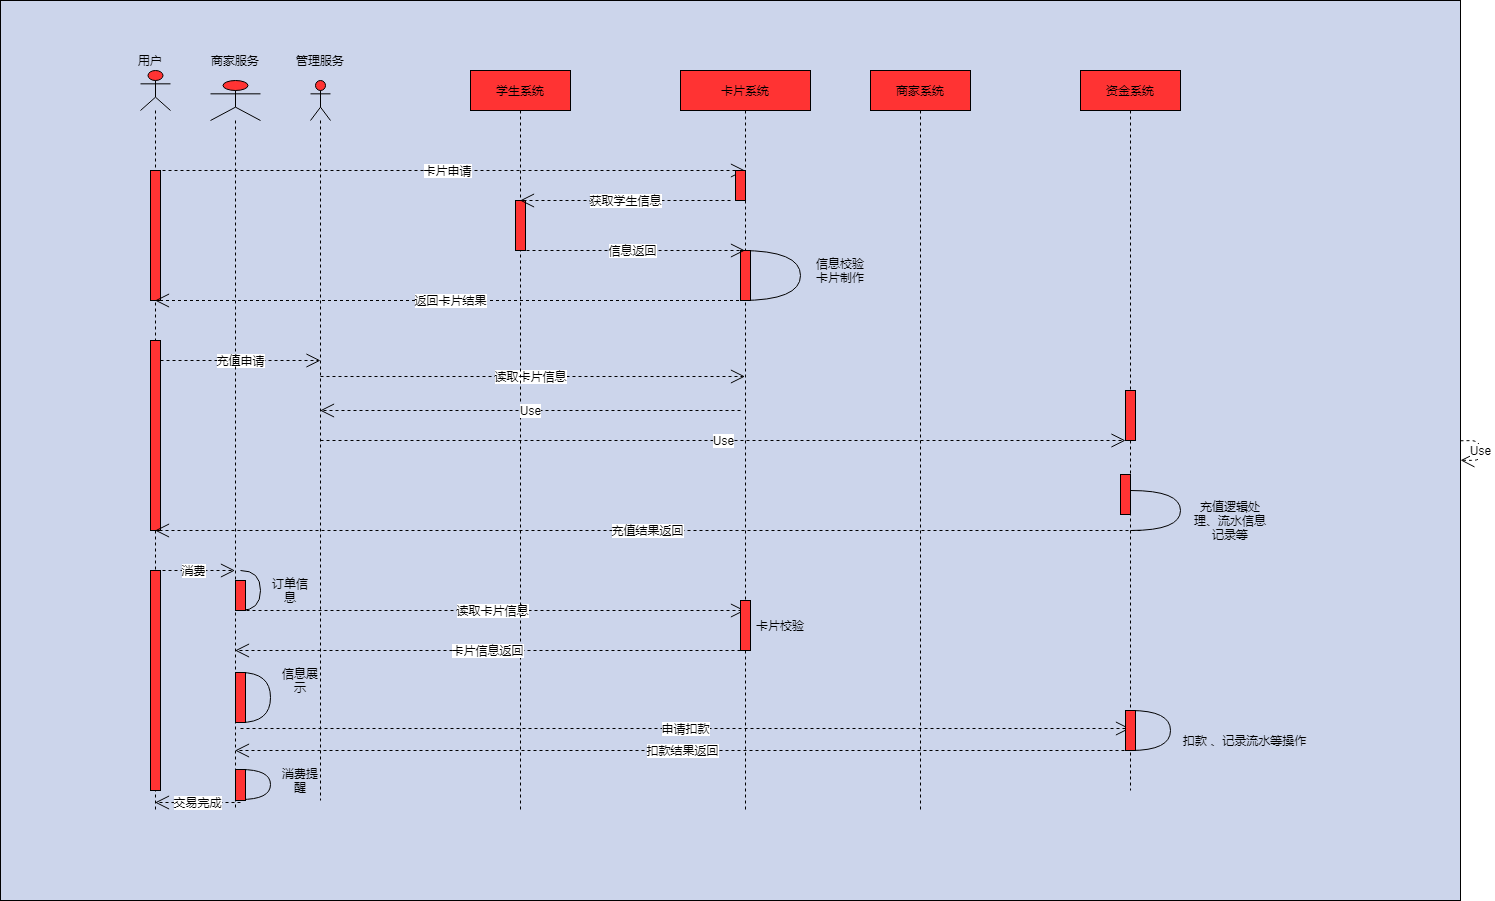 用户
商家服务
管理服务
学生系统
卡片系统
商家系统
资金系统
卡片申请
获取学生信息
信息返回
信息校验
卡片制作
返回卡片结果
充值申请
读取卡片信息
Use
Use
Use
充值逻辑处
理、流水信息
记录等
充值结果返回
消费
订单信
息
读取卡片信息
卡片校验
卡片信息返回
信息展
示
申请扣款
扣款 、记录流水等操作
扣款结果返回
消费提
醒
交易完成